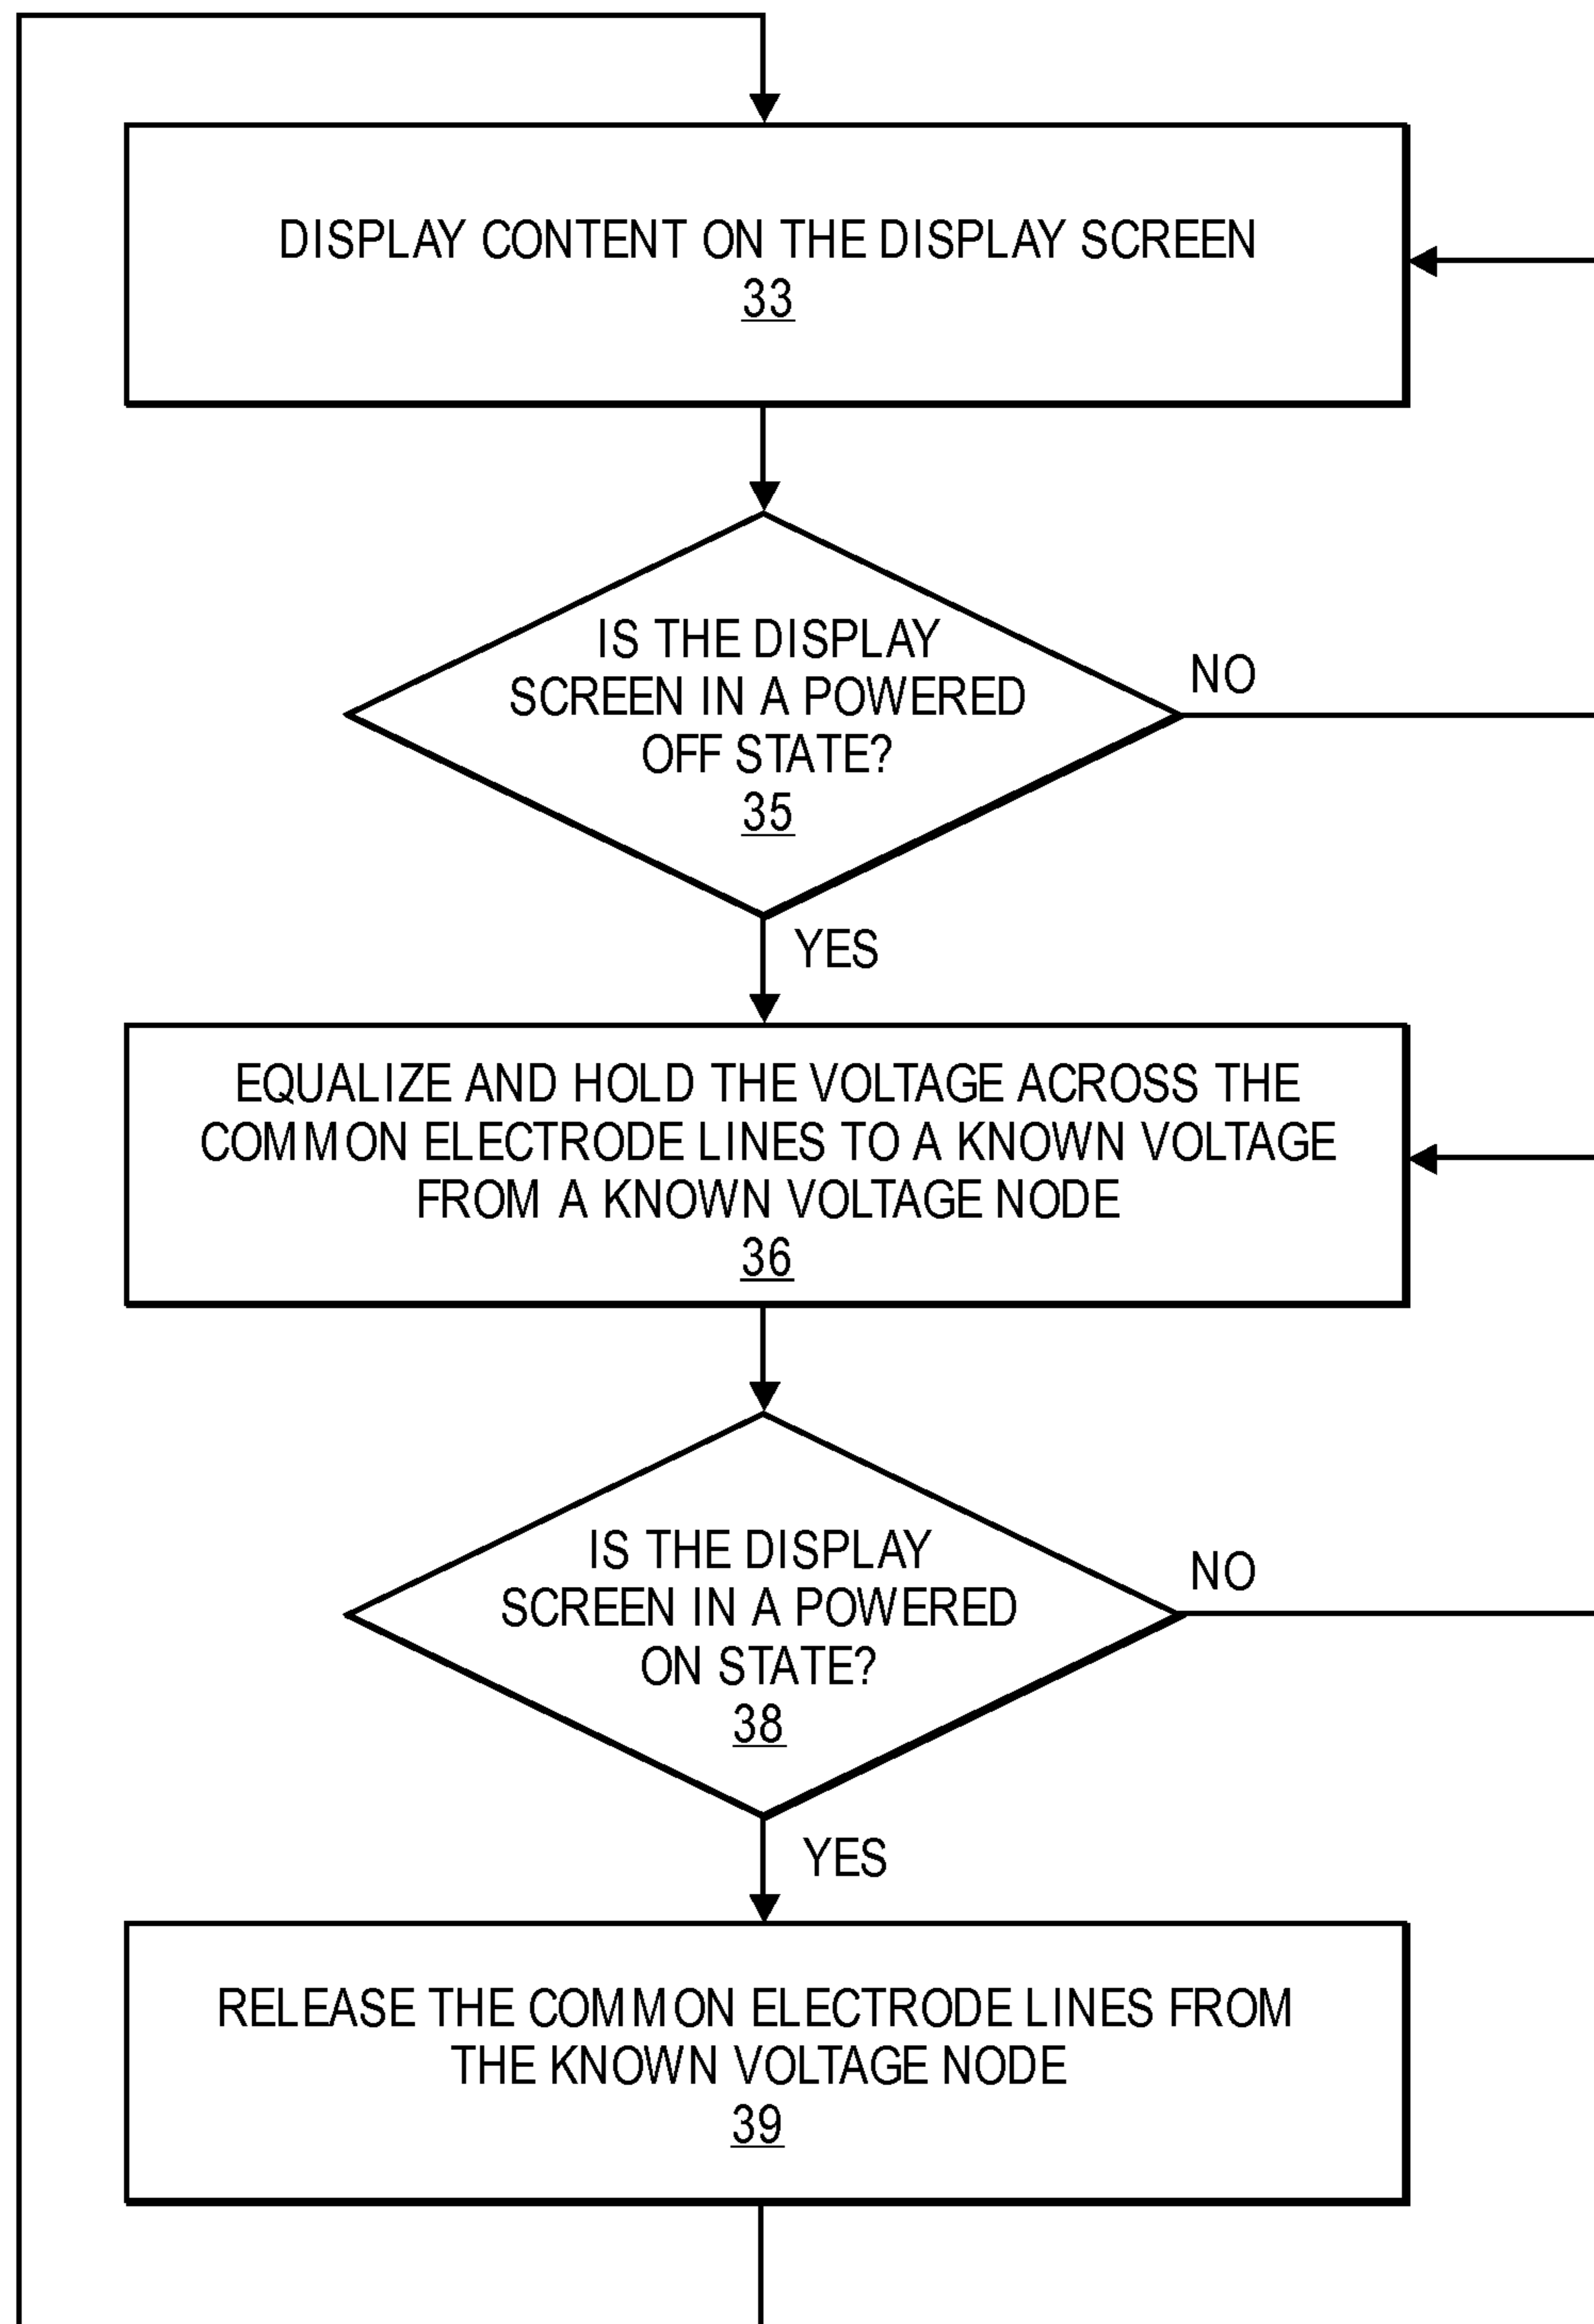 DISPLAY CONTENT ON THE DISPLAY SCREEN
33
IS THE DISPLAY
SCREEN IN A POWERED
OFF STATE?
35
NO
YES
EQUALIZE AND HOLD THE VOLTAGE ACROSS THE
COMMON ELECTRODE LINES TO A KNOWN VOLTAGE
FROM A KNOWN VOLTAGE NODE
36
IS THE DISPLAY
SCREEN IN A POWERED
ON STATE?
38
NO
YES
RELEASE THE COMMON ELECTRODE LINES FROM
THE KNOWN VOLTAGE NODE
39